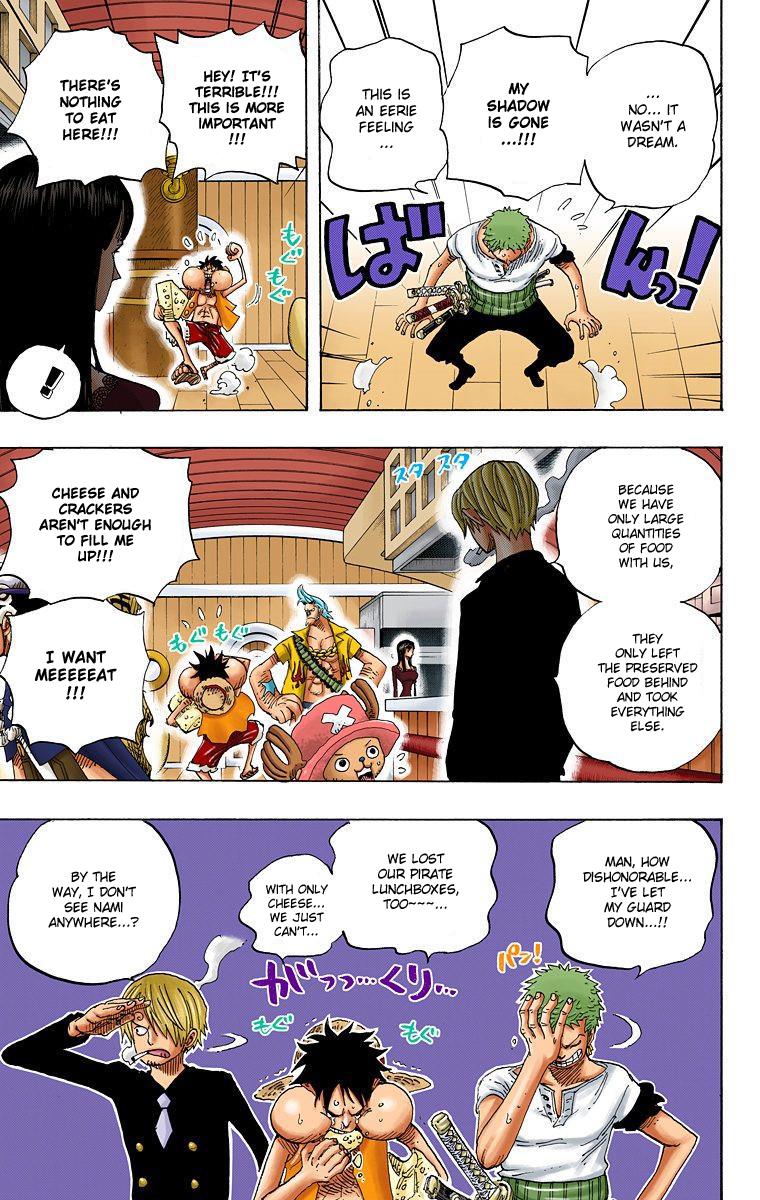 ...
NO... IT
WASN'T A
DREAM.
MY
SHADOW
IS GONE
...!!!
THIS IS
AN EERIE
FEELING
...
ばんっ!
HEY! IT'S
TERRIBLE!!!
THIS IS MORE
IMPORTANT
!!!
THERE'S
NOTHING
TO EAT
HERE!!!
もぐ
もぐ
!
BECAUSE
WE HAVE
ONLY LARGE
QUANTITIES
OF FOOD
WITH US,
THEY
ONLY LEFT
THE PRESERVED
FOOD BEHIND
AND TOOK
EVERYTHING
ELSE.
スタ スタ
CHEESE AND
CRACKERS
AREN'T ENOUGH
TO FILL ME
UP!!!
I WANT
MEEEEEAT
!!!
もぐ もぐ
MAN, HOW
DISHONORABLE...
I'VE LET
MY GUARD
DOWN...!!
パン!
WE LOST
OUR PIRATE
LUNCHBOXES,
TOO~~~...
WITH ONLY
CHEESE...
WE JUST
CAN'T...
がっっ…くり…
もぐ
もぐ
BY THE
WAY, I DON'T
SEE NAMI
ANYWHERE...?